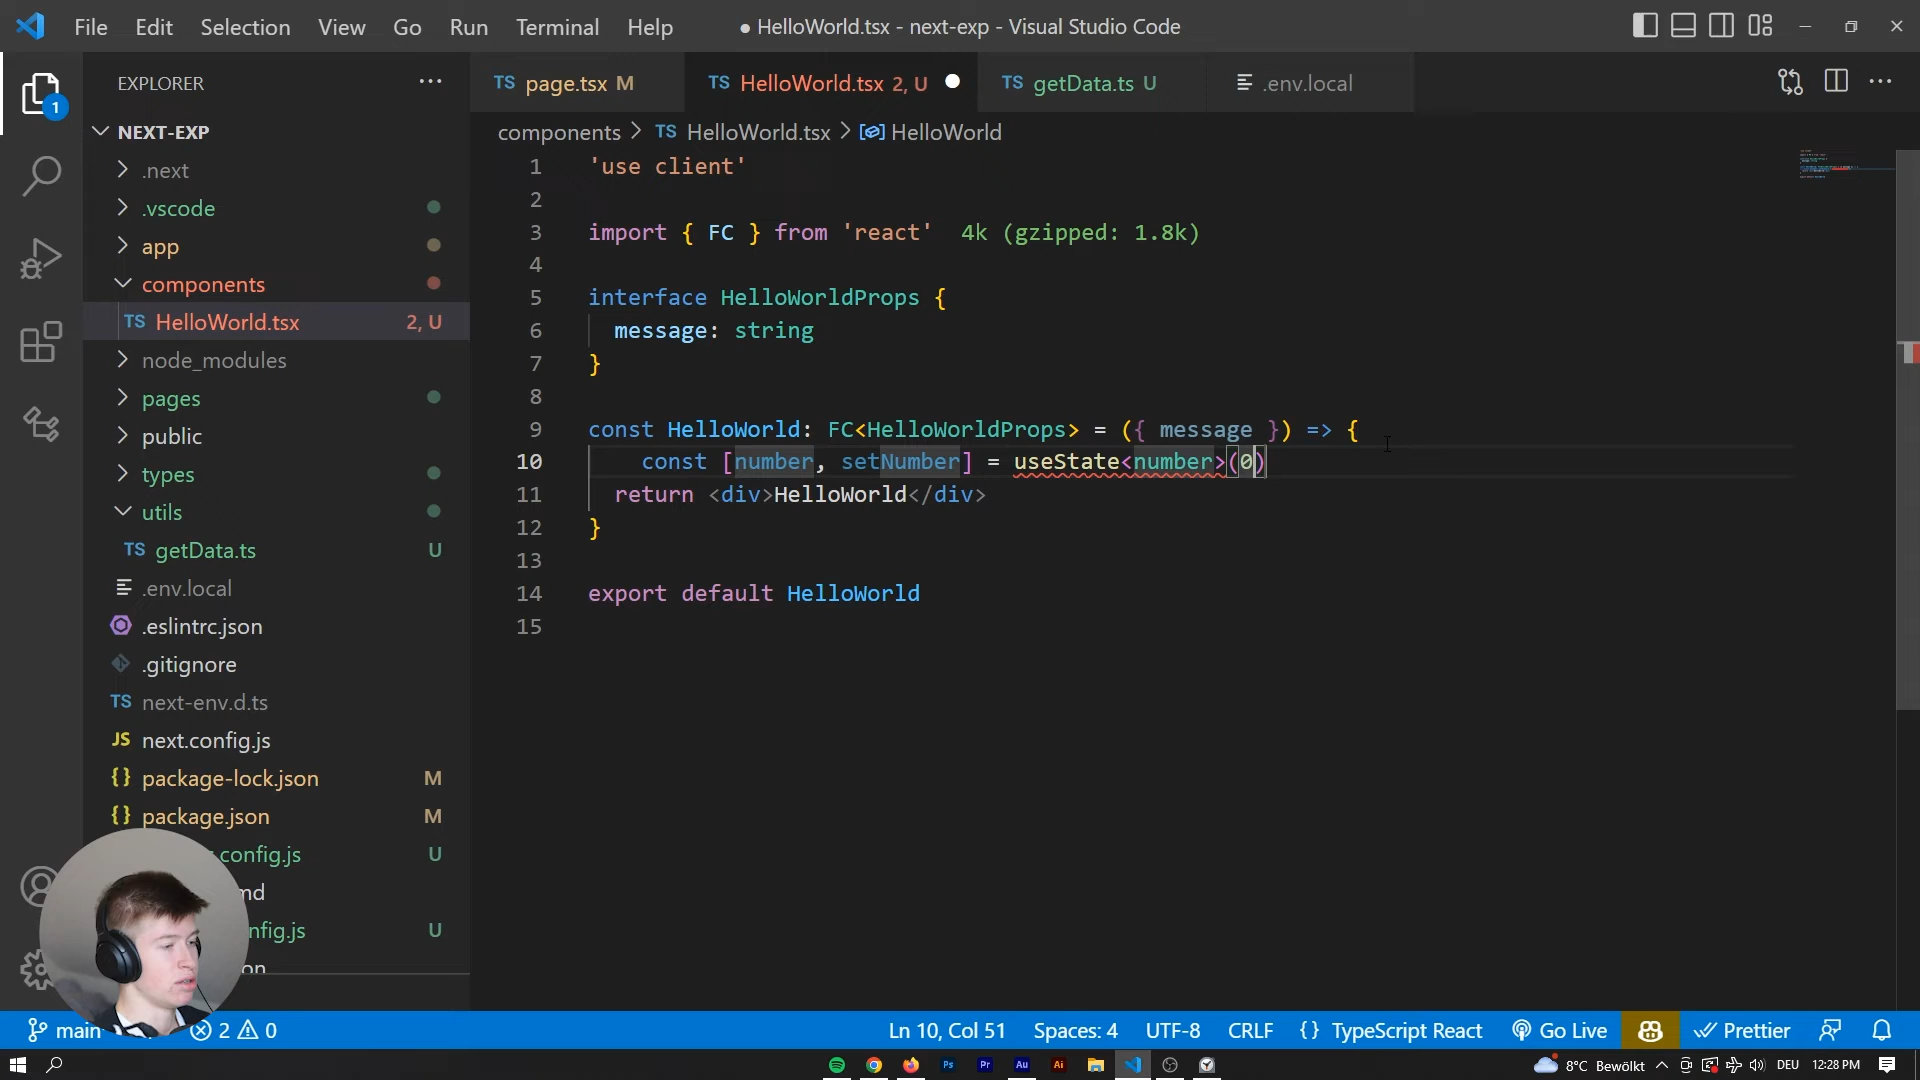 File Edit Selection View Go Run Terminal Help
● HelloWorld.tsx - next-exp - Visual Studio Code
EXPLORER
1
NEXT-EXP
.next
.vscode
app
components
TS HelloWorld.tsx 2, U
node_modules
pages
public
types
utils
TS getData.ts U
.env.local
.eslintrc.json
.gitignore
TS next-env.d.ts
JS next.config.js
{} package-lock.json M
{} package.json M
config.js U
md
nfig.js U
on
TS page.tsx M
TS HelloWorld.tsx 2, U
TS getData.ts U
.env.local
components > TS HelloWorld.tsx > HelloWorld
1 'use client'
2
3 import { FC } from 'react' 4k (gzipped: 1.8k)
4
5 interface HelloWorldProps {
6 message: string
7 }
8
9 const HelloWorld: FC<HelloWorldProps> = ({ message }) => {
10 const [number, setNumber] = useState<number>(0)
11 return <div>HelloWorld</div>
12 }
13
14 export default HelloWorld
15
main 2 0
Ln 10, Col 51 Spaces: 4 UTF-8 CRLF {} TypeScript React Go Live Prettier
Ps Pr Au Ai
8°C Bewölkt DEU 12:28 PM